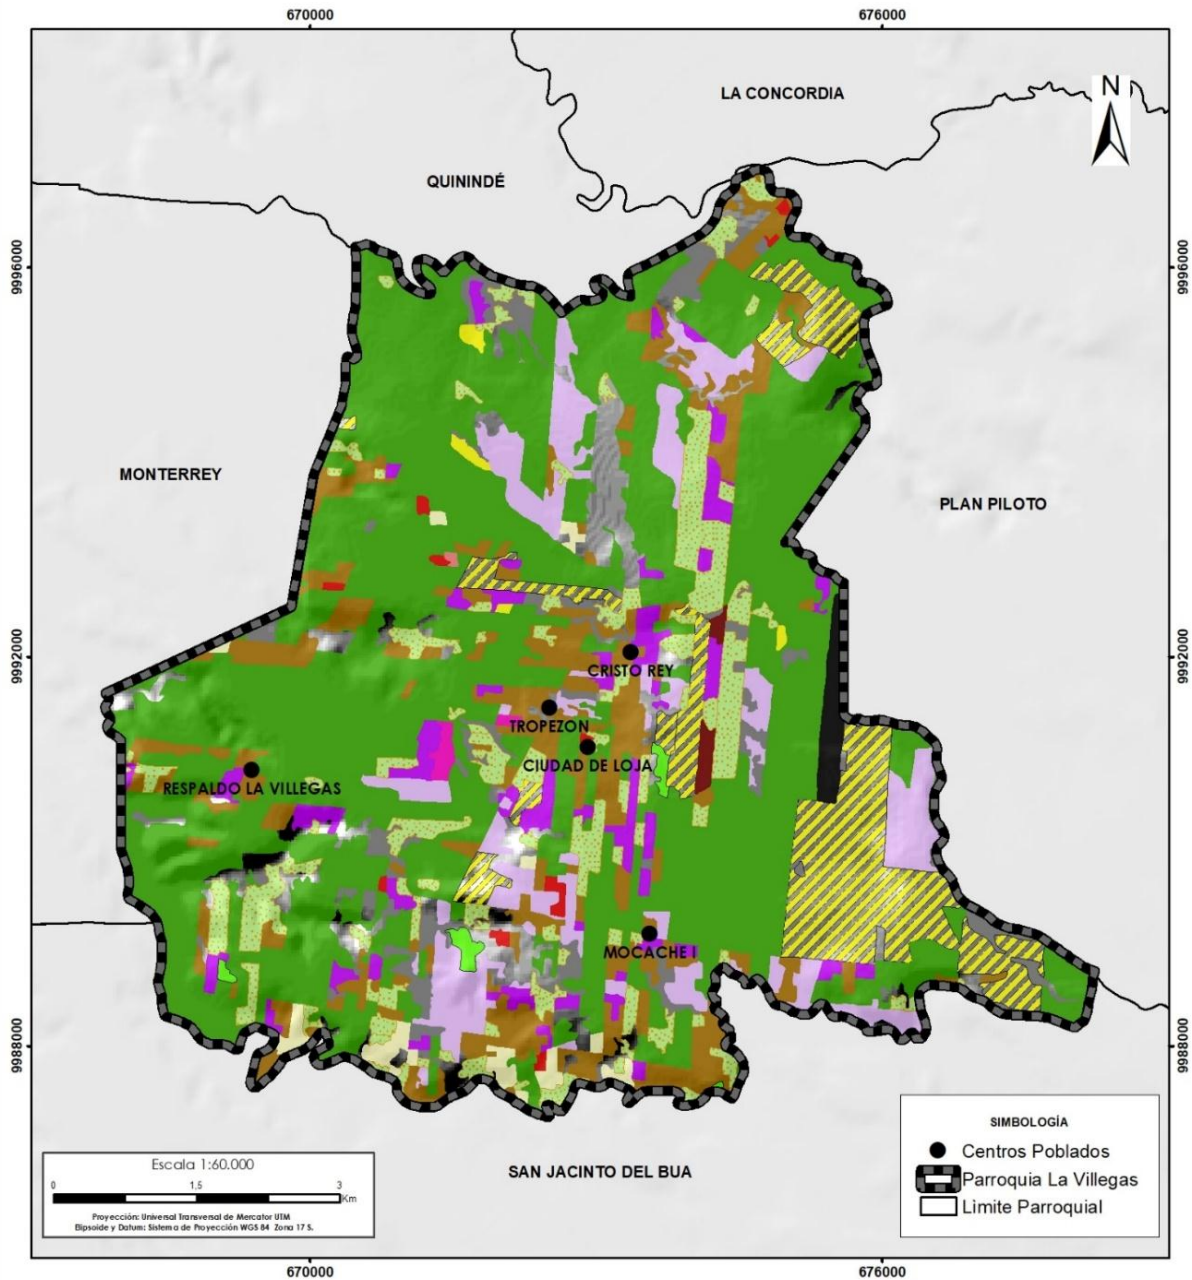 670000
676000
LA CONCORDIA
N
QUININDÉ
9996000
9996000
MONTERREY
PLAN PILOTO
9992000
9992000
CRISTO REY
TROPEZON
CIUDAD DE LOJA
RESPALDO LA VILLEGAS
MOCACHE I
9988000
9988000
SIMBOLOGÍA
Centros Poblados
Parroquia La Villegas
Limite Parroquial
SAN JACINTO DEL BUA
Escala 1:60.000
0 1,5 3
Km
Proyección: Universal Transversal de Mercator UTM
Elipsoide y Datum: Sistema de Proyección WGS 84 Zona 17 S.
670000
676000